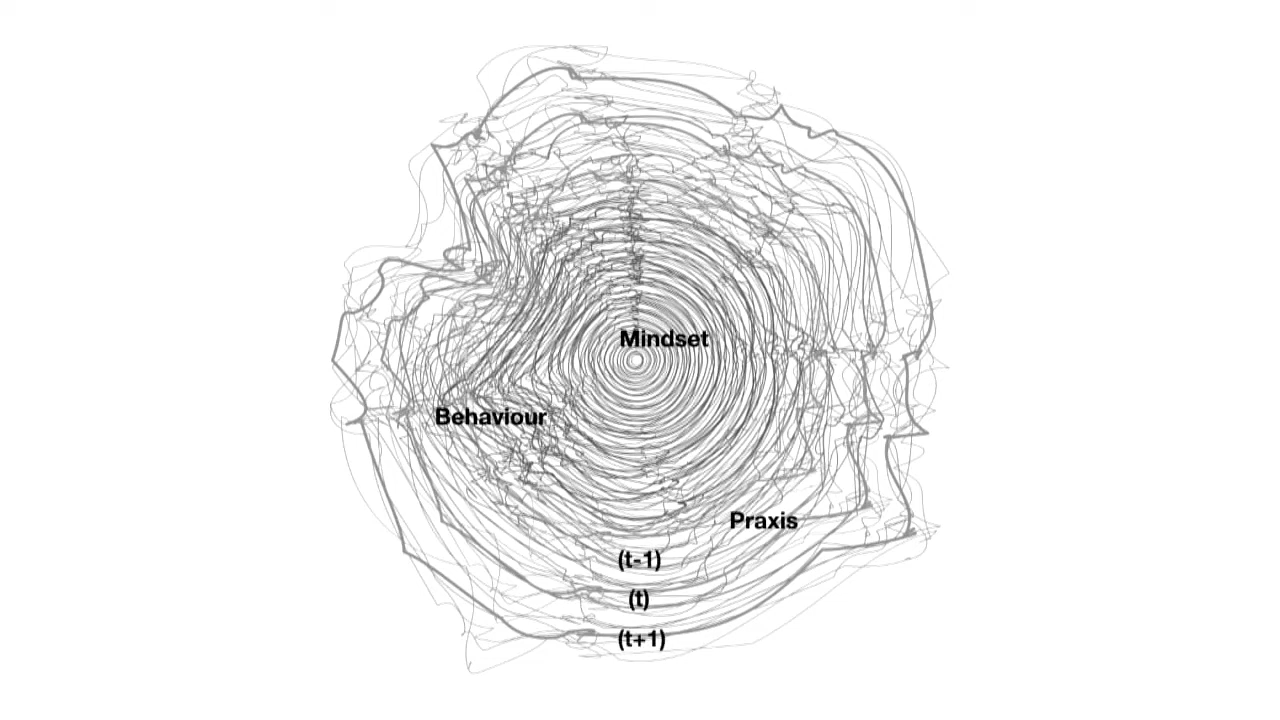 Mindset
Behaviour
Praxis
(t-1)
(t)
(t+1)